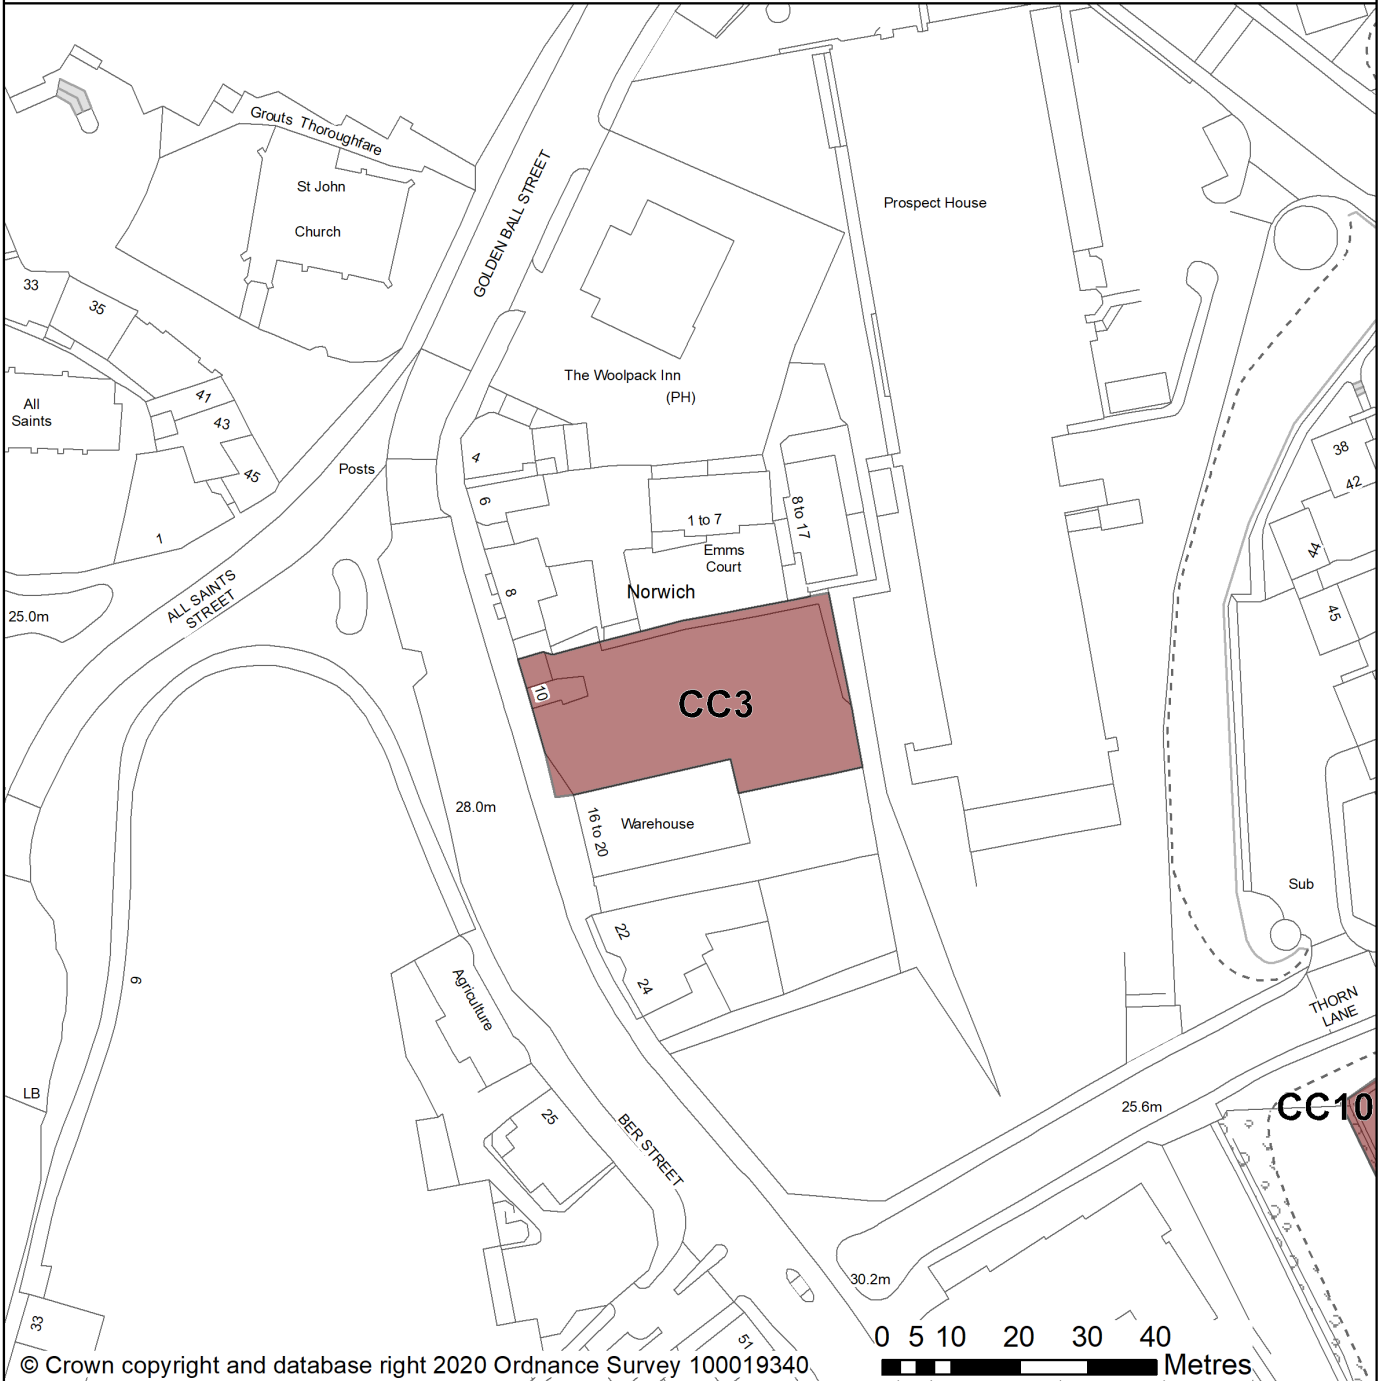 Grouts Thoroughfare
St John
Church
GOLDEN BALL STREET
Prospect House
33
35
The Woolpack Inn
(PH)
41
43
45
All
Saints
Posts
1
4
6
8
1 to 7
8 to 17
Emms
Court
Norwich
38
42
44
45
ALL SAINTS
STREET
25.0m
10
CC3
28.0m
16 to 20
Warehouse
Sub
22
24
9
Agriculture
THORN
LANE
LB
25
BER STREET
25.6m
CC10
30.2m
33
51
0 5 10 20 30 40
Metres
© Crown copyright and database right 2020 Ordnance Survey 100019340